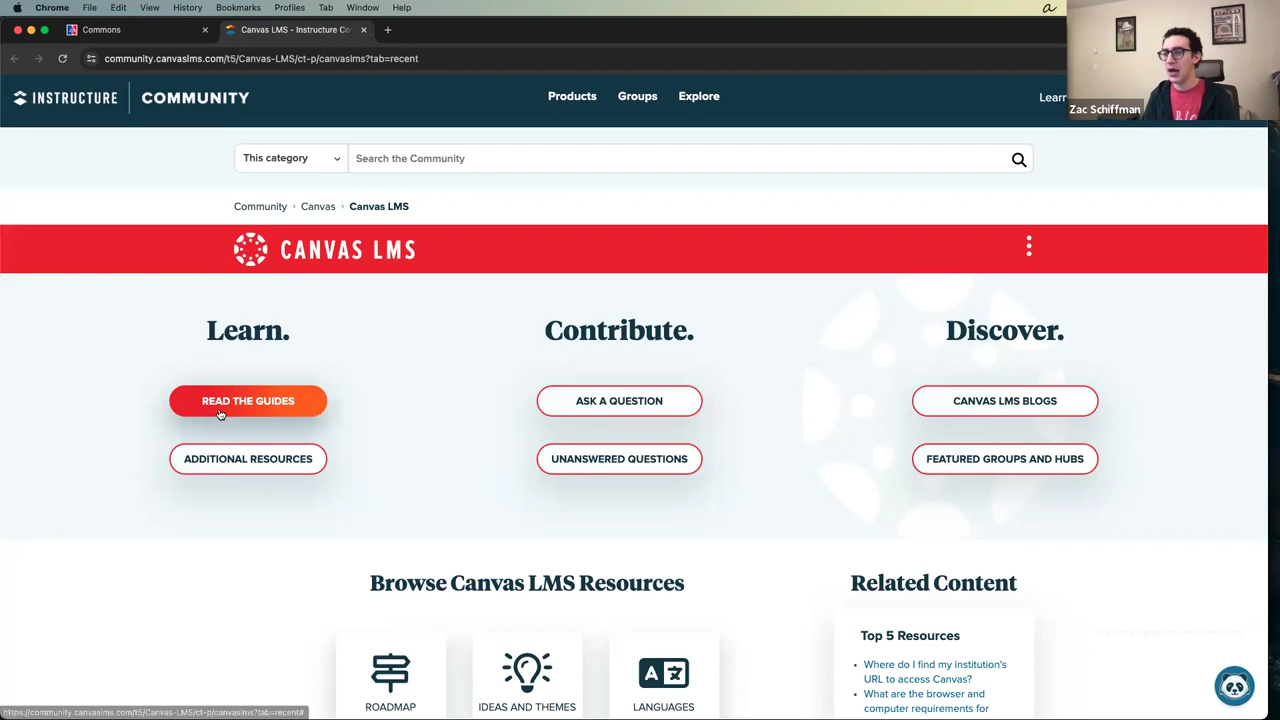 Chrome File Edit View History Bookmarks Profiles Tab Window Help
Commons
Canvas LMS - Instructure Co
community.canvaslms.com/t5/Canvas-LMS/ct-p/canvaslms?tab=recent
Zac Schiffman
INSTRUCTURE COMMUNITY
Products Groups Explore
Lear
This category
Search the Community
Community › Canvas › Canvas LMS
CANVAS LMS
Learn.
READ THE GUIDES
ADDITIONAL RESOURCES
Contribute.
ASK A QUESTION
UNANSWERED QUESTIONS
Discover.
CANVAS LMS BLOGS
FEATURED GROUPS AND HUBS
Browse Canvas LMS Resources
ROADMAP
IDEAS AND THEMES
LANGUAGES
Related Content
Top 5 Resources
Where do I find my institution's
URL to access Canvas?
What are the browser and
computer requirements for
https://community.canvaslms.com/t5/Canvas-LMS/ct-p/canvaslms?tab=recent#